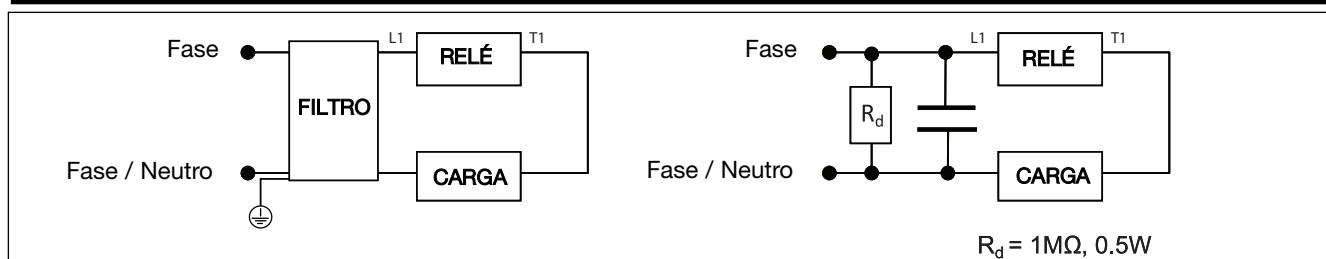 Fase
L1
RELÉ
T1
FILTRO
Fase / Neutro
CARGA
Fase
L1
RELÉ
T1
Rd
Fase / Neutro
CARGA
Rd = 1MΩ, 0.5W